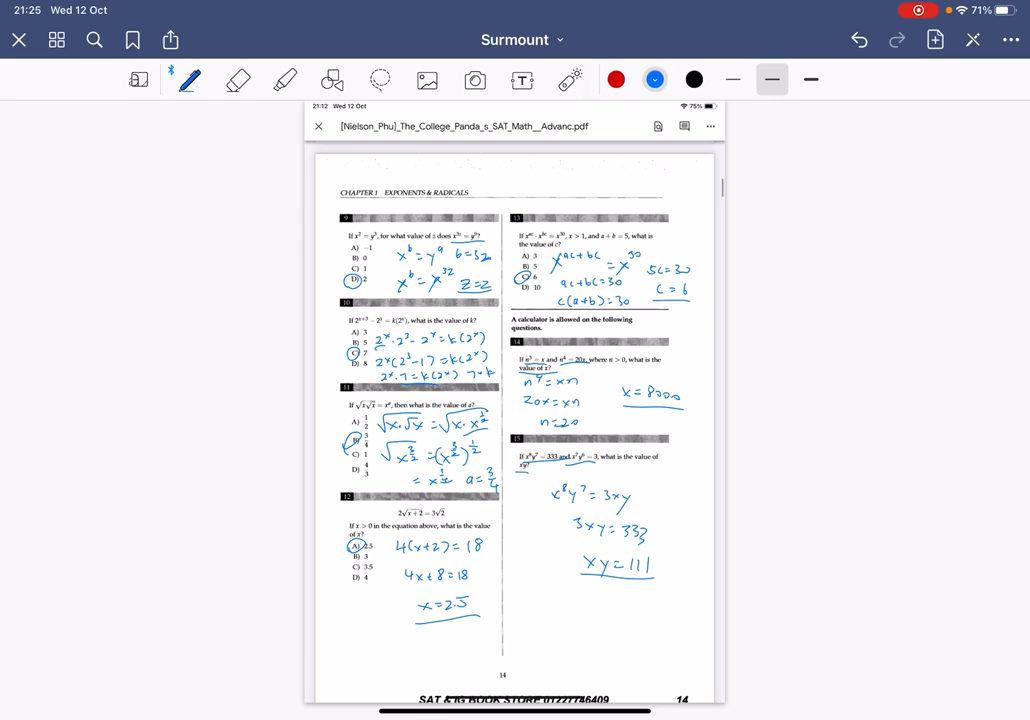 21:25 Wed 12 Oct
71%
Surmount
T
21:12 Wed 12 Oct
75%
[Nielson_Phu]_The_College_Panda_s_SAT_Math__Advanc.pdf
CHAPTER 1 EXPONENTS & RADICALS
9
If x² = y³, for what value of z does x³ᶻ = y⁹?
A) −1
B) 0
C) 1
D) 2
xᵇ = yᵃ 6=3z
xᵇ = x³ᶻ z=2
10
If 2ˣ⁺³ − 2ˣ = k(2ˣ), what is the value of k?
A) 3
B) 5
C) 7
D) 8
2ˣ·2³ − 2ˣ = k(2ˣ)
2ˣ(2³−1) = k(2ˣ)
2ˣ·7 = k(2ˣ) 7=k
11
If √x√x = xᵃ, then what is the value of a?
A) 1/2
B) 3/4
C) 1
D) 4/3
√x·√x = √x·x^½
√x^3/2 = (x^3/2)^1/2
= x^3/4 a = 3/4
12
2√x+2 = 3√2
If x > 0 in the equation above, what is the value
of x?
A) 2.5
B) 3
C) 3.5
D) 4
4(x+2) = 18
4x+8=18
x=2.5
13
If xᵃᶜ · xᵇᶜ = x³⁰, x > 1, and a + b = 5, what is
the value of c?
A) 3
B) 5
C) 6
D) 10
xᵃᶜ⁺ᵇᶜ = x³⁰
ac+bc=30
c(a+b)=30
5c=30
c=6
A calculator is allowed on the following
questions.
14
If n³ = x and n⁴ = 20x, where n > 0, what is the
value of x?
n⁴ = xn
20x = xn
n=20
x=8000
15
If x⁸y⁷ = 333 and x⁷y⁶ = 3, what is the value of
xy?
x⁸y⁷ = 3xy
3xy = 333
xy = 111
14
SAT & IG BOOK STORE 01227746409
14